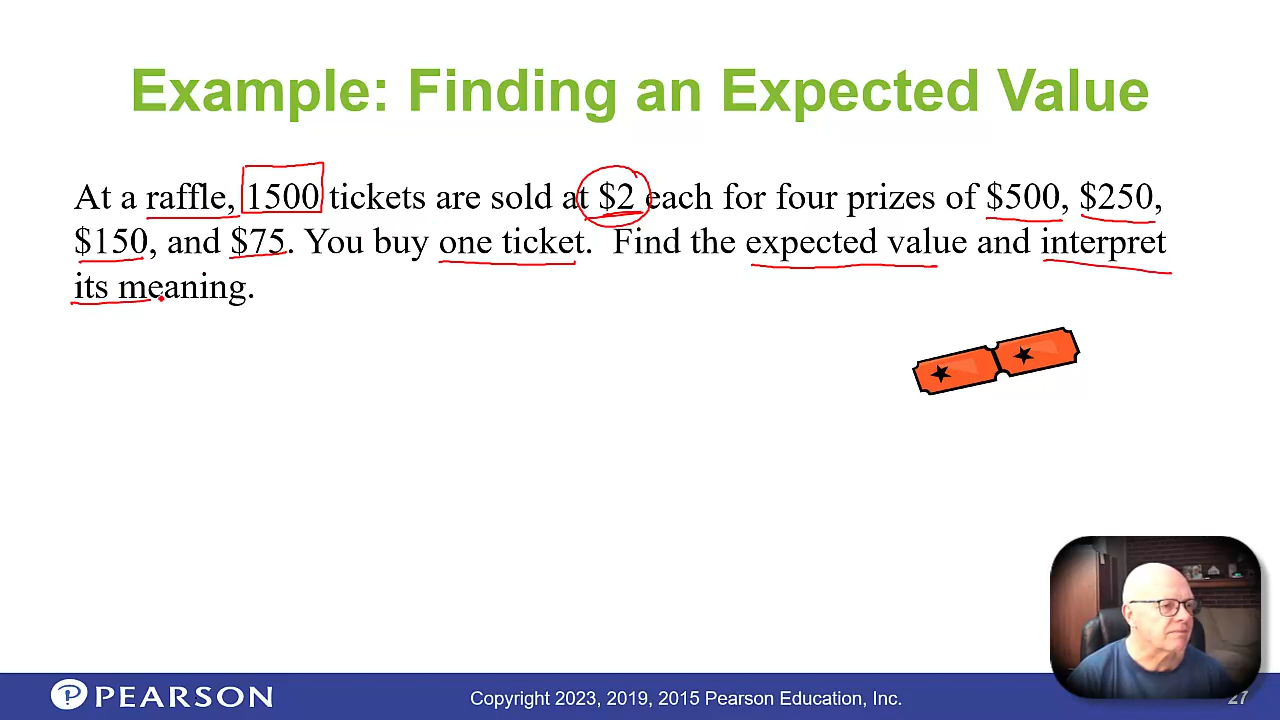 Example: Finding an Expected Value
At a raffle, 1500 tickets are sold at $2 each for four prizes of $500, $250,
$150, and $75. You buy one ticket. Find the expected value and interpret
its meaning.
PEARSON
Copyright 2023, 2019, 2015 Pearson Education, Inc.
27